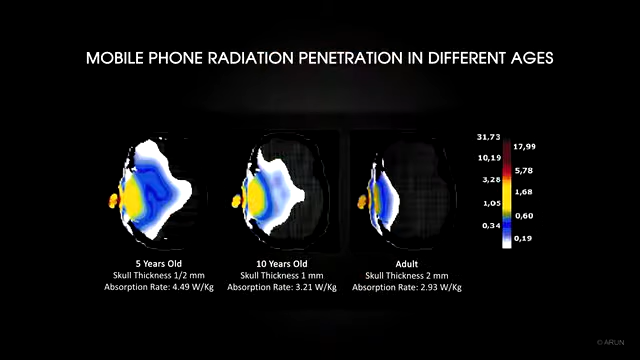 MOBILE PHONE RADIATION PENETRATION IN DIFFERENT AGES
31,73
17,99
10,19
5,78
3,28
1,68
1,05
0,60
0,34
0,19
5 Years Old
Skull Thickness 1/2 mm
Absorption Rate: 4.49 W/Kg
10 Years Old
Skull Thickness 1 mm
Absorption Rate: 3.21 W/Kg
Adult
Skull Thickness 2 mm
Absorption Rate: 2.93 W/Kg
© ARLIN